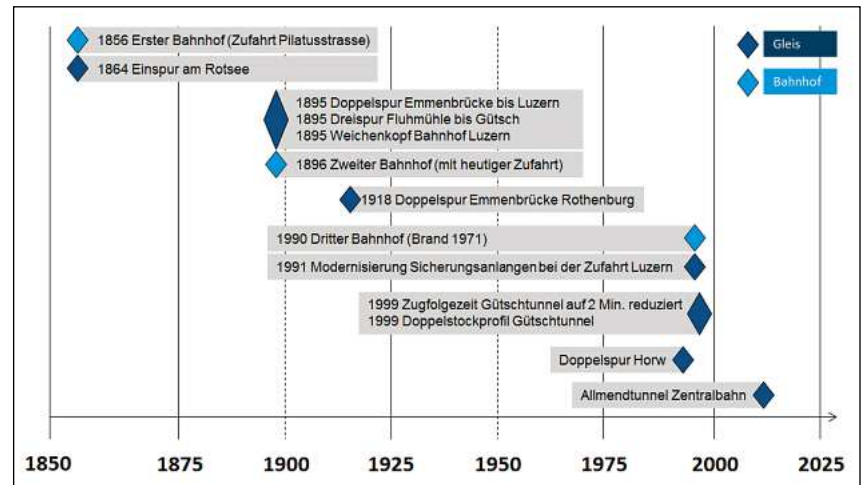 1856 Erster Bahnhof (Zufahrt Pilatusstrasse)
1864 Einspur am Rotsee
Gleis
Bahnhof
1895 Doppelspur Emmenbrücke bis Luzern
1895 Dreispur Fluhmühle bis Gütsch
1895 Weichenkopf Bahnhof Luzern
1896 Zweiter Bahnhof (mit heutiger Zufahrt)
1918 Doppelspur Emmenbrücke Rothenburg
1990 Dritter Bahnhof (Brand 1971)
1991 Modernisierung Sicherungsanlangen bei der Zufahrt Luzern
1999 Zugfolgezeit Gütschtunnel auf 2 Min. reduziert
1999 Doppelstockprofil Gütschtunnel
Doppelspur Horw
Allmendtunnel Zentralbahn
1850 1875 1900 1925 1950 1975 2000 2025